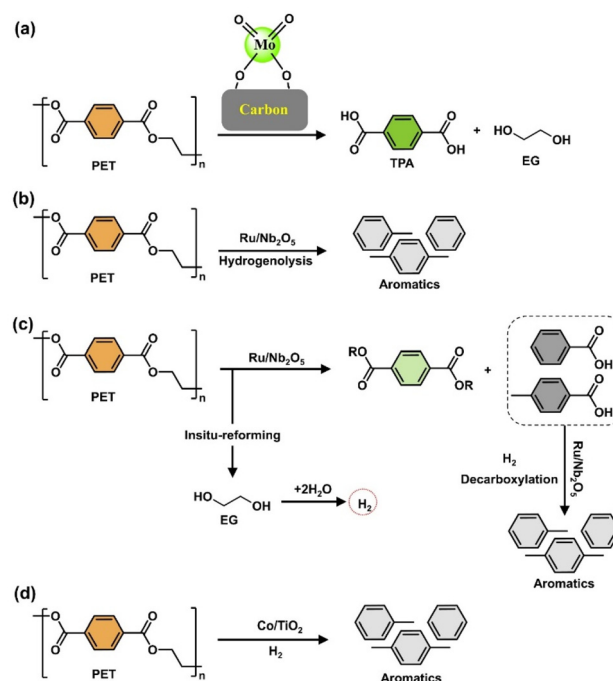 (a)
O
O
Mo
O
O
Carbon
O
O
O
O
n
PET
HO
O
O
OH
TPA
+
HO
OH
EG
(b)
O
O
O
O
n
PET
Ru/Nb₂O₅
Hydrogenolysis
Aromatics
(c)
O
O
O
O
n
PET
Ru/Nb₂O₅
RO
O
O
OR
+
O
OH
O
OH
Insitu-reforming
HO
OH
EG
+2H₂O
H₂
H₂
Decarboxylation
Ru/Nb₂O₅
Aromatics
(d)
O
O
O
O
n
PET
Co/TiO₂
H₂
Aromatics